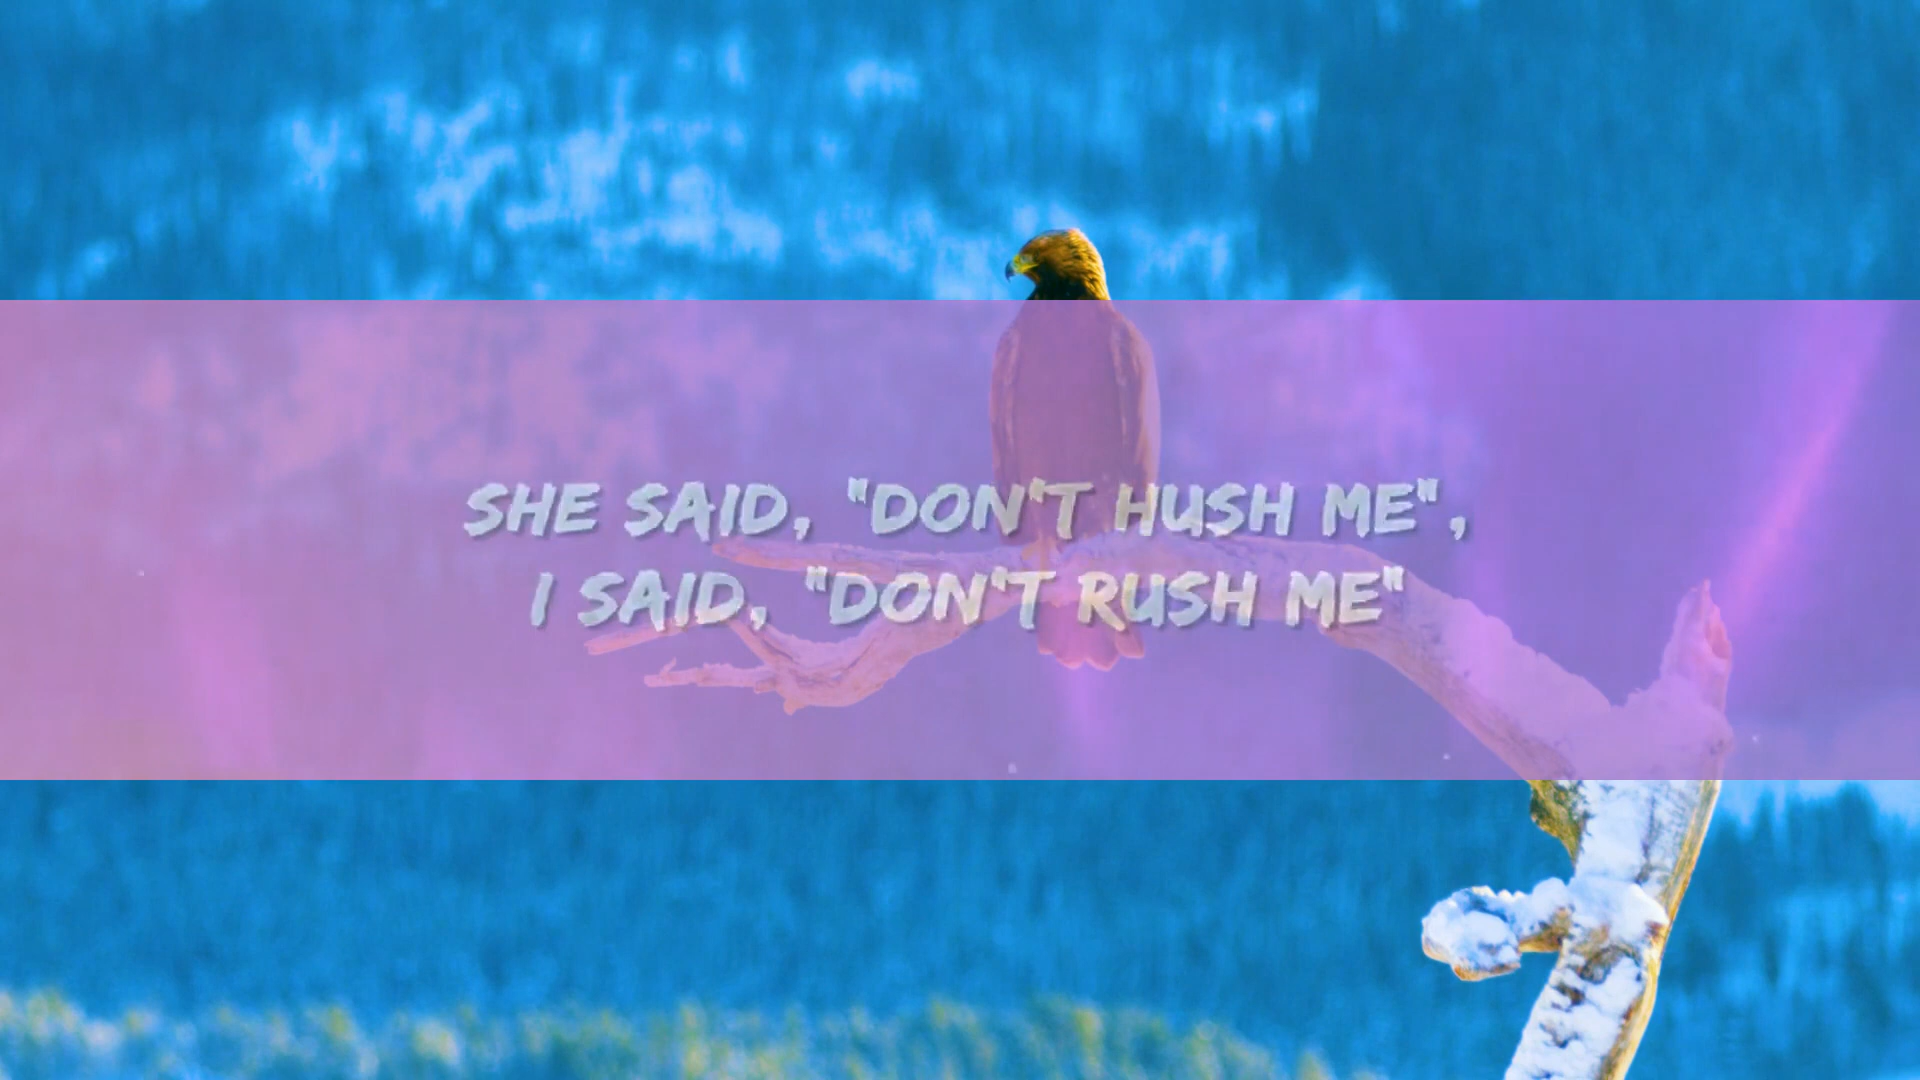 SHE SAID, "DON'T HUSH ME",
I SAID, "DON'T RUSH ME"